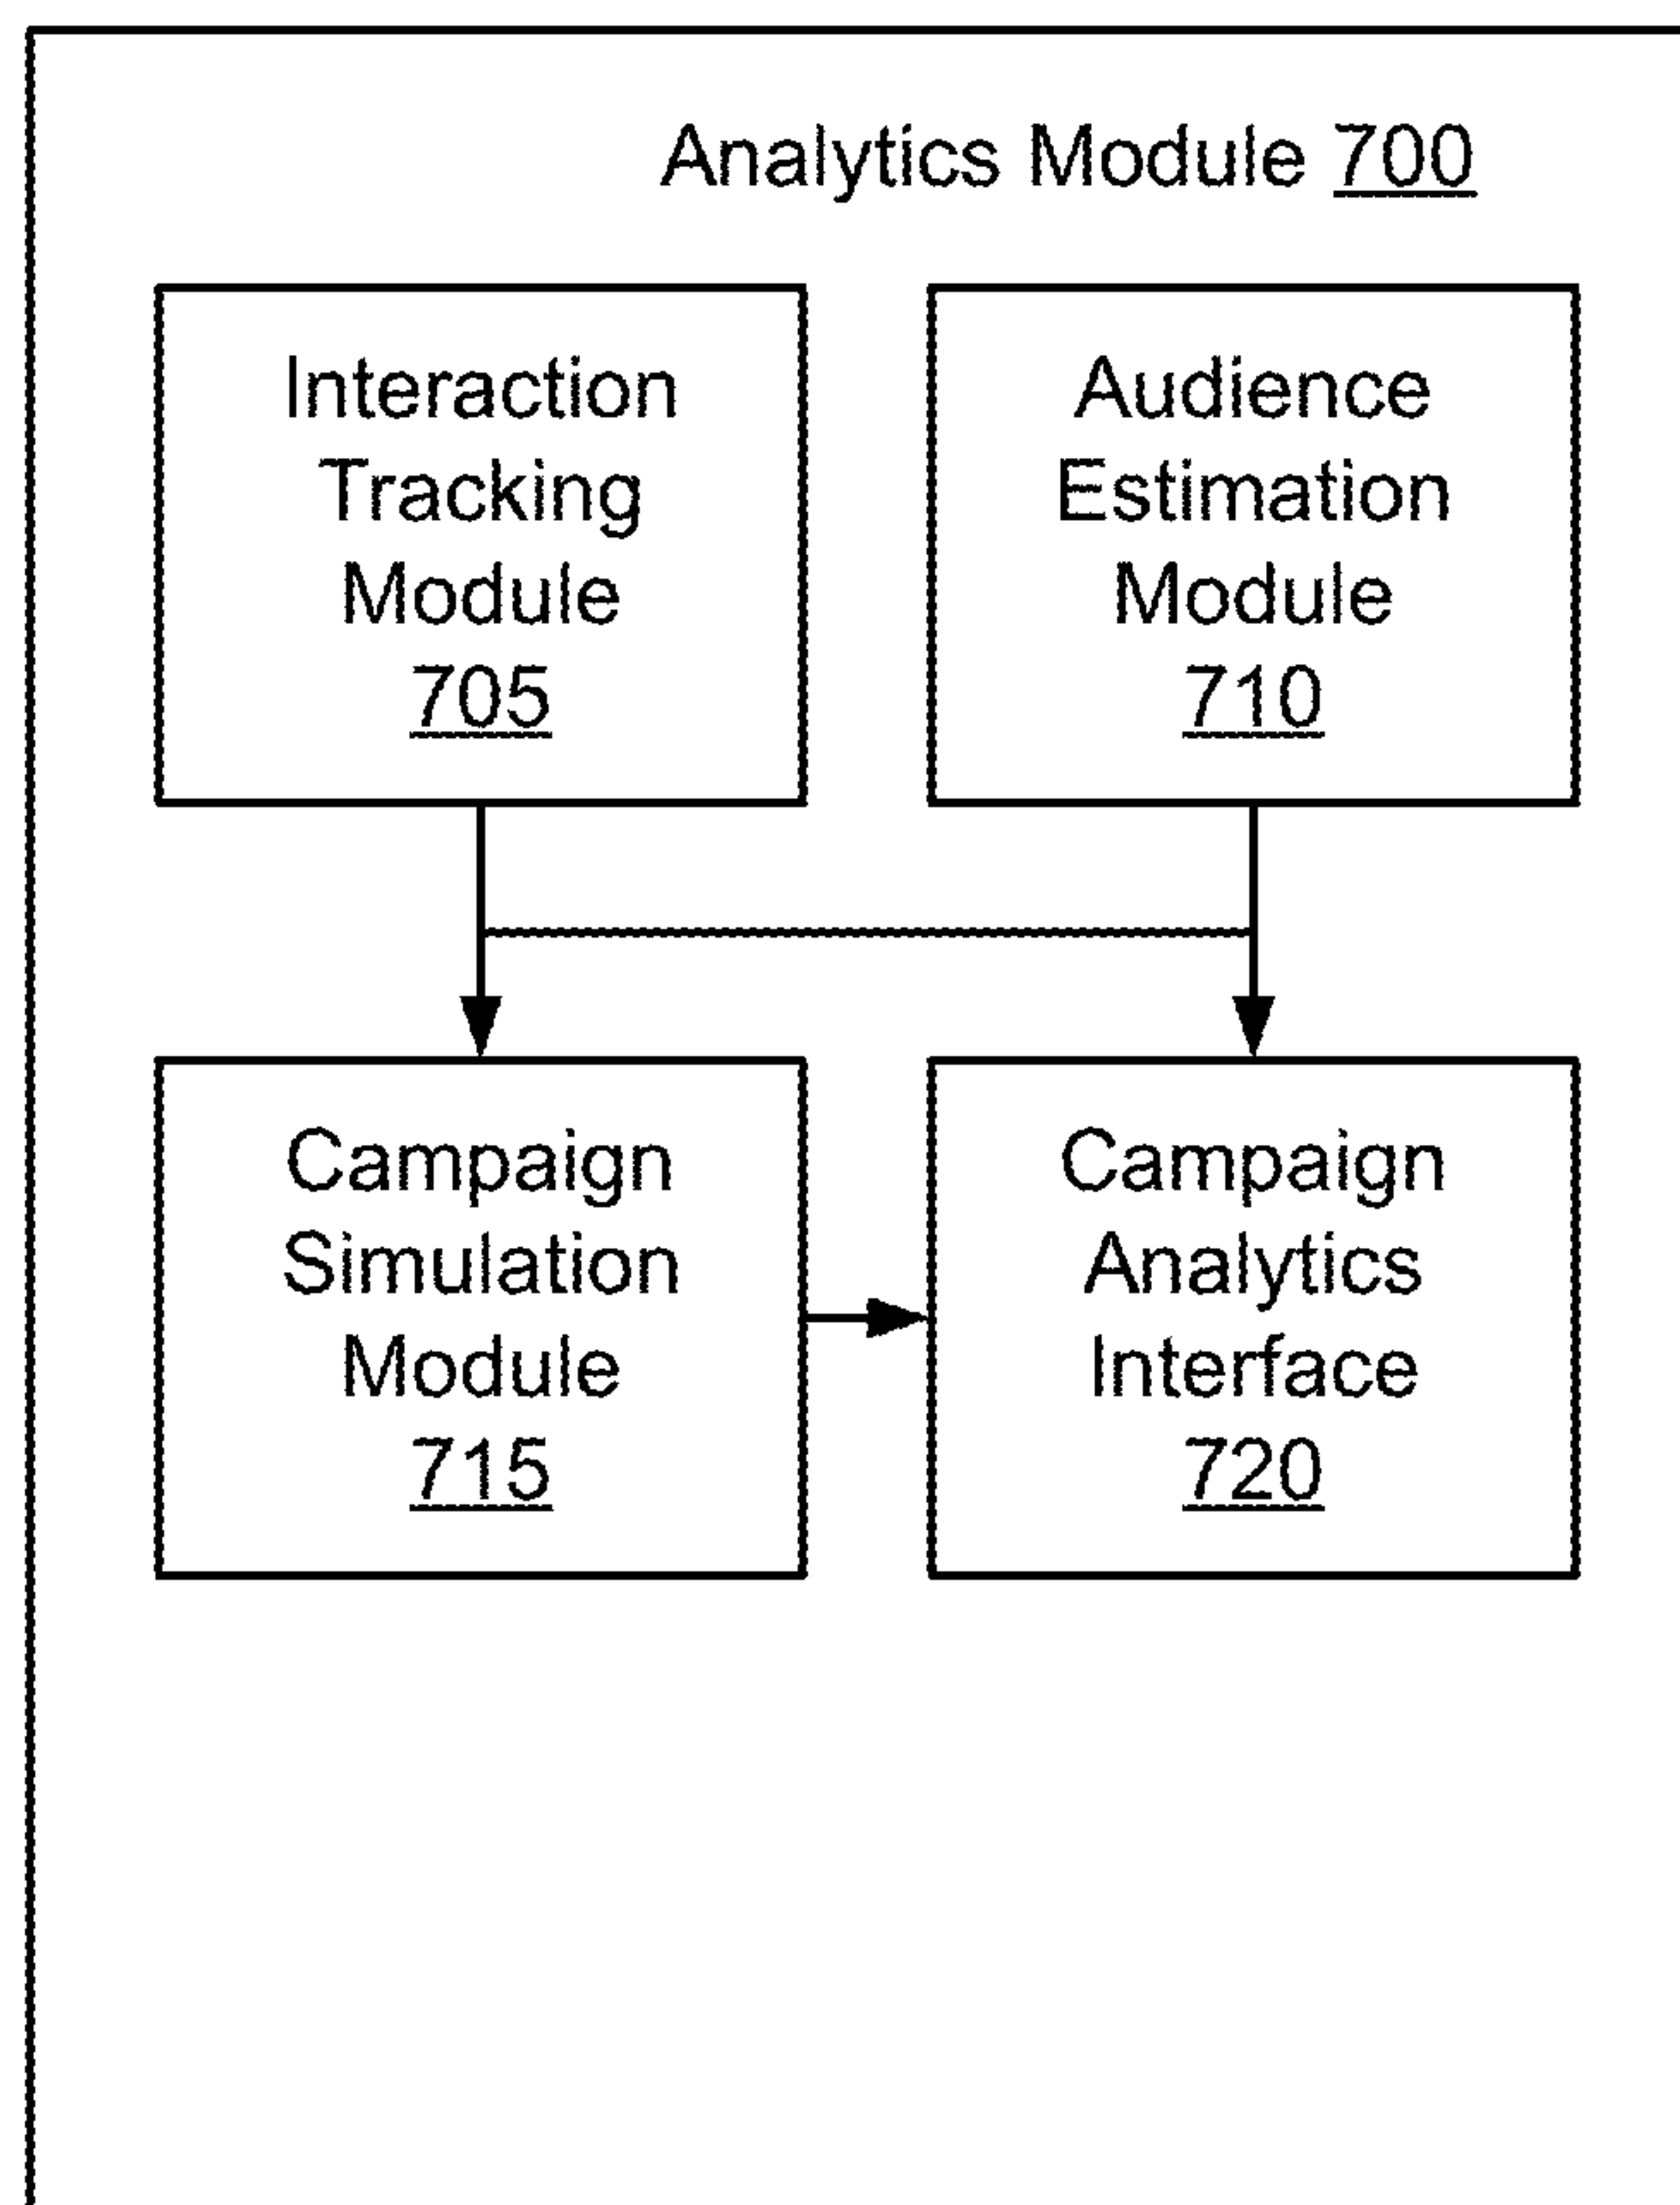 Analytics Module 700
Interaction
Tracking
Module
705
Audience
Estimation
Module
710
Campaign
Simulation
Module
715
Campaign
Analytics
Interface
720